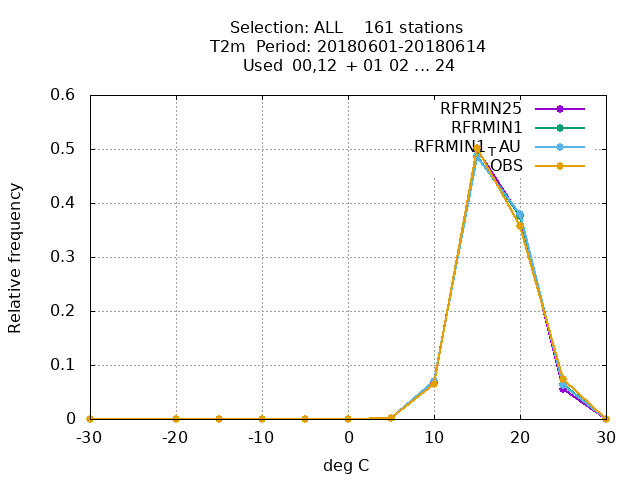 Selection: ALL    161 stations
T2m  Period: 20180601-20180614
Used  00,12  + 01 02 ... 24
0.6
0.5
0.4
0.3
0.2
0.1
0
Relative frequency
RFRMIN25
RFRMIN1
RFRMIN1TAU
OBS
-30
-20
-10
0
10
20
30
deg C